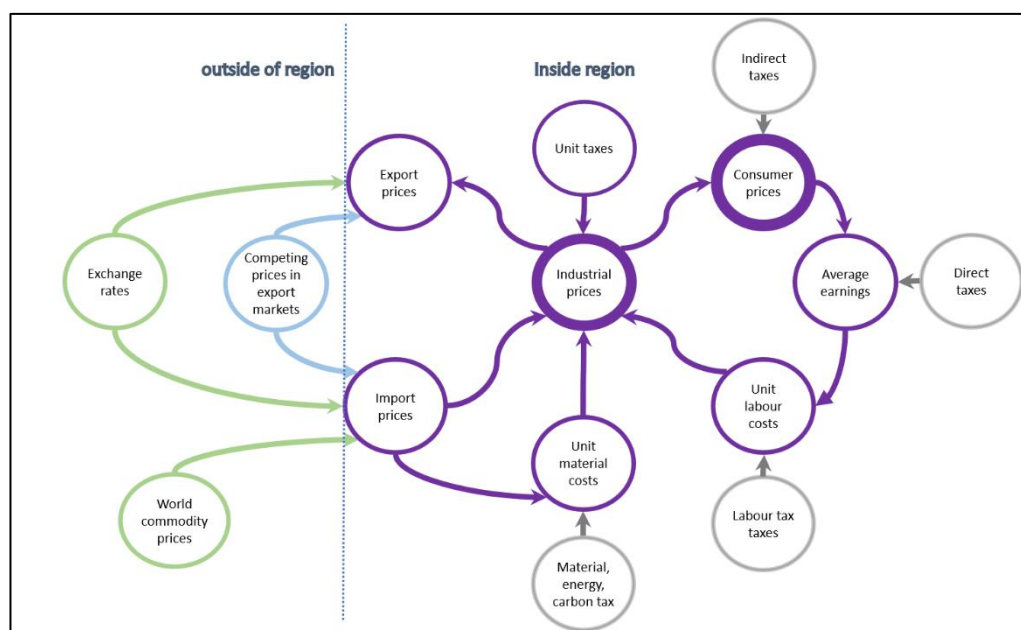 outside of region
Inside region
Indirect
taxes
Unit taxes
Export
prices
Consumer
prices
Exchange
rates
Competing
prices in
export
markets
Industrial
prices
Average
earnings
Direct
taxes
Import
prices
Unit
labour
costs
Unit
material
costs
World
commodity
prices
Labour tax
taxes
Material,
energy,
carbon tax